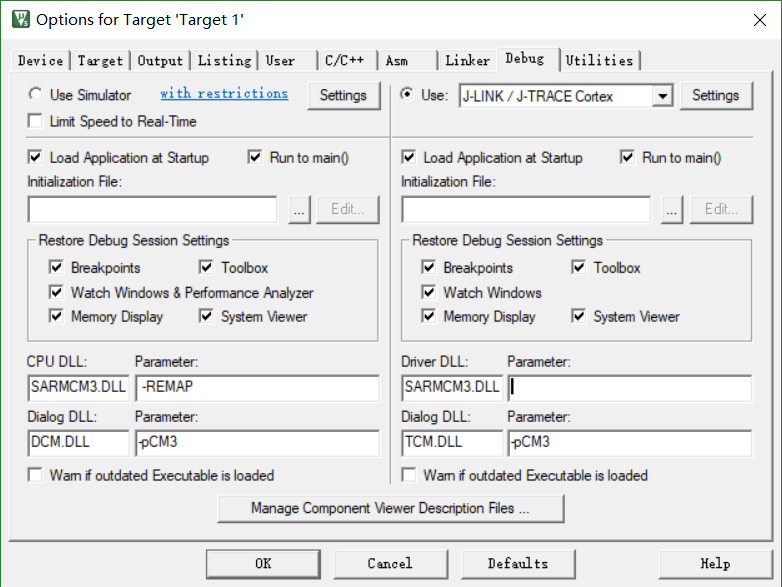 Options for Target 'Target 1'
Device Target Output Listing User C/C++ Asm Linker Debug Utilities
Use Simulator with restrictions Settings
Limit Speed to Real-Time
Use: J-LINK / J-TRACE Cortex Settings
Load Application at Startup Run to main()
Initialization File:
... Edit...
Restore Debug Session Settings
Breakpoints Toolbox
Watch Windows & Performance Analyzer
Memory Display System Viewer
CPU DLL: Parameter:
SARMCM3.DLL -REMAP
Dialog DLL: Parameter:
DCM.DLL -pCM3
Warn if outdated Executable is loaded
Load Application at Startup Run to main()
Initialization File:
... Edit...
Restore Debug Session Settings
Breakpoints Toolbox
Watch Windows
Memory Display System Viewer
Driver DLL: Parameter:
SARMCM3.DLL
Dialog DLL: Parameter:
TCM.DLL -pCM3
Warn if outdated Executable is loaded
Manage Component Viewer Description Files ...
OK Cancel Defaults Help